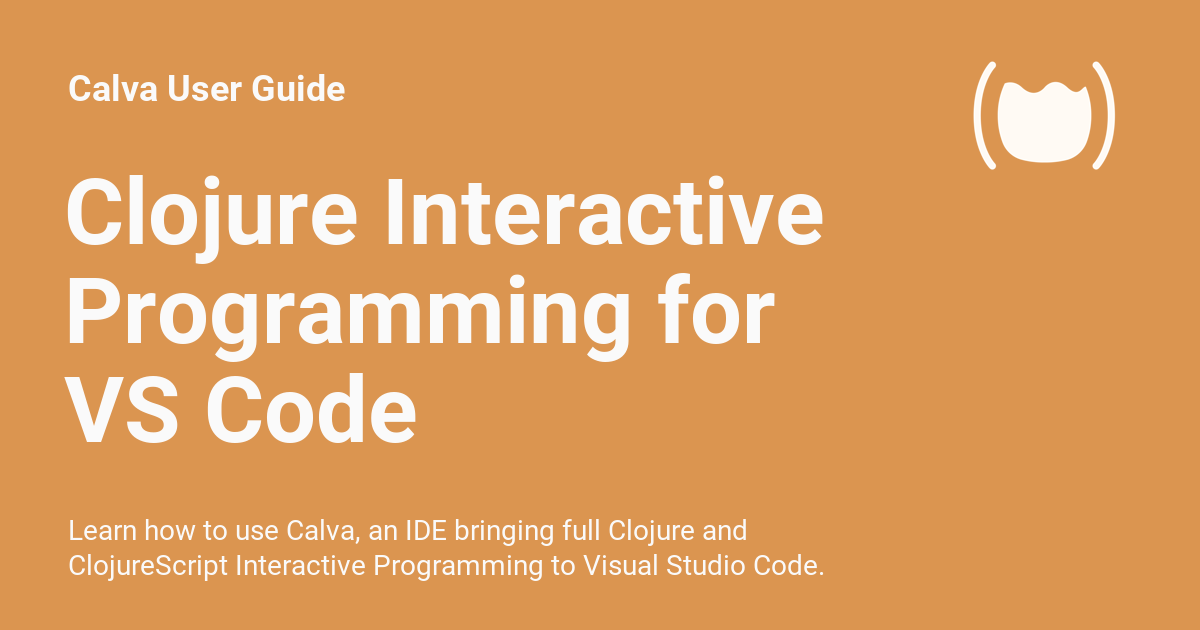 Calva User Guide
Clojure Interactive
Programming for
VS Code
Learn how to use Calva, an IDE bringing full Clojure and
ClojureScript Interactive Programming to Visual Studio Code.